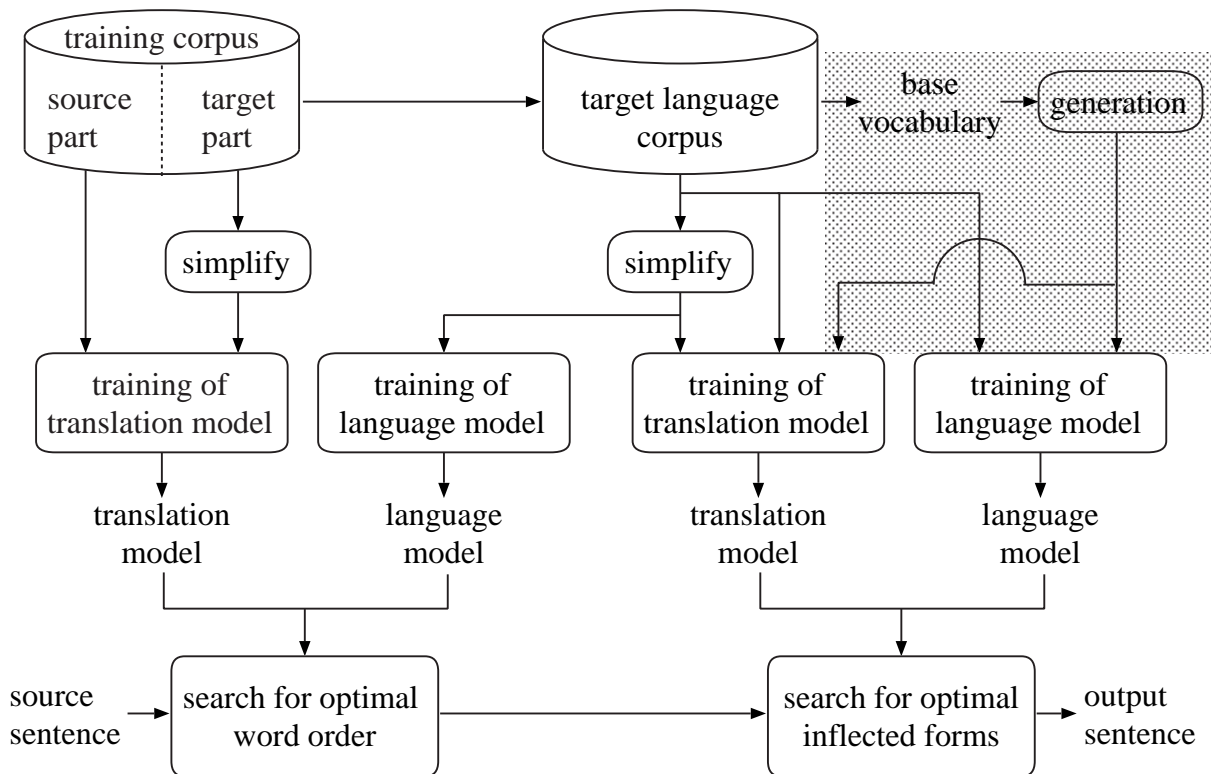 training corpus
source
part
target
part
target language
corpus
base
vocabulary
generation
simplify
simplify
training of
translation model
training of
language model
training of
translation model
training of
language model
translation
model
language
model
translation
model
language
model
source
sentence
search for optimal
word order
search for optimal
inflected forms
output
sentence